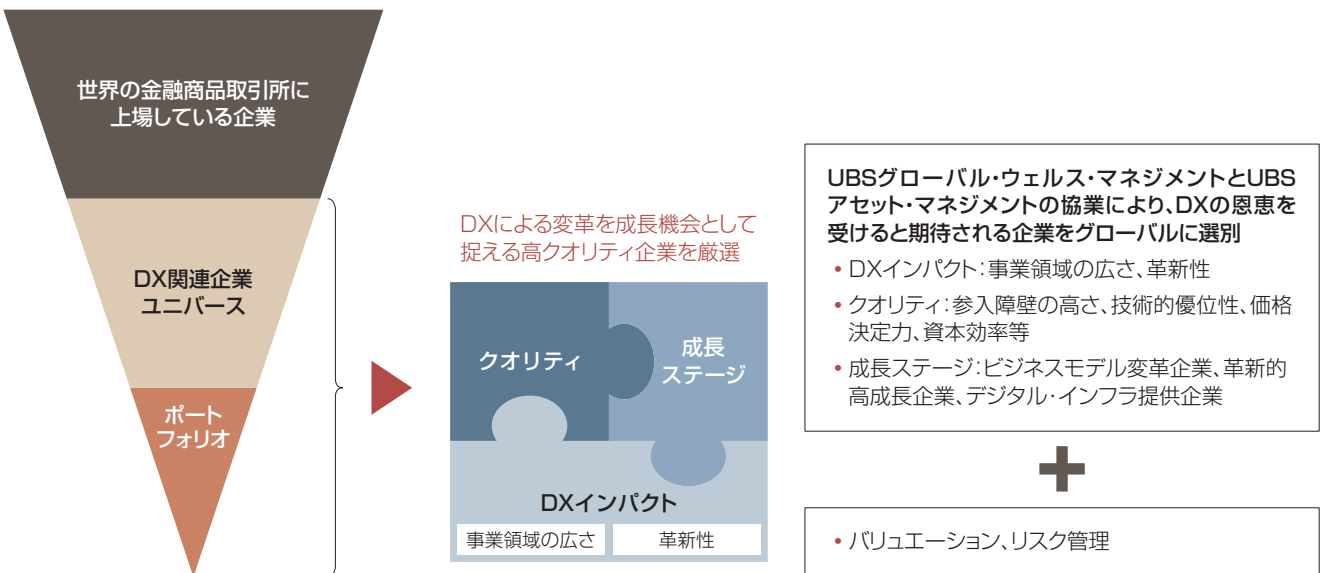 世界の金融商品取引所に
上場している企業
DX関連企業
ユニバース
ポート
フォリオ
DXによる変革を成長機会として
捉える高クオリティ企業を厳選
クオリティ
成長
ステージ
DXインパクト
事業領域の広さ
革新性
UBSグローバル・ウェルス・マネジメントとUBS
アセット・マネジメントの協業により、DXの恩恵を
受けると期待される企業をグローバルに選別
• DXインパクト：事業領域の広さ、革新性
• クオリティ：参入障壁の高さ、技術的優位性、価格
決定力、資本効率等
• 成長ステージ：ビジネスモデル変革企業、革新的
高成長企業、デジタル・インフラ提供企業
+
• バリュエーション、リスク管理